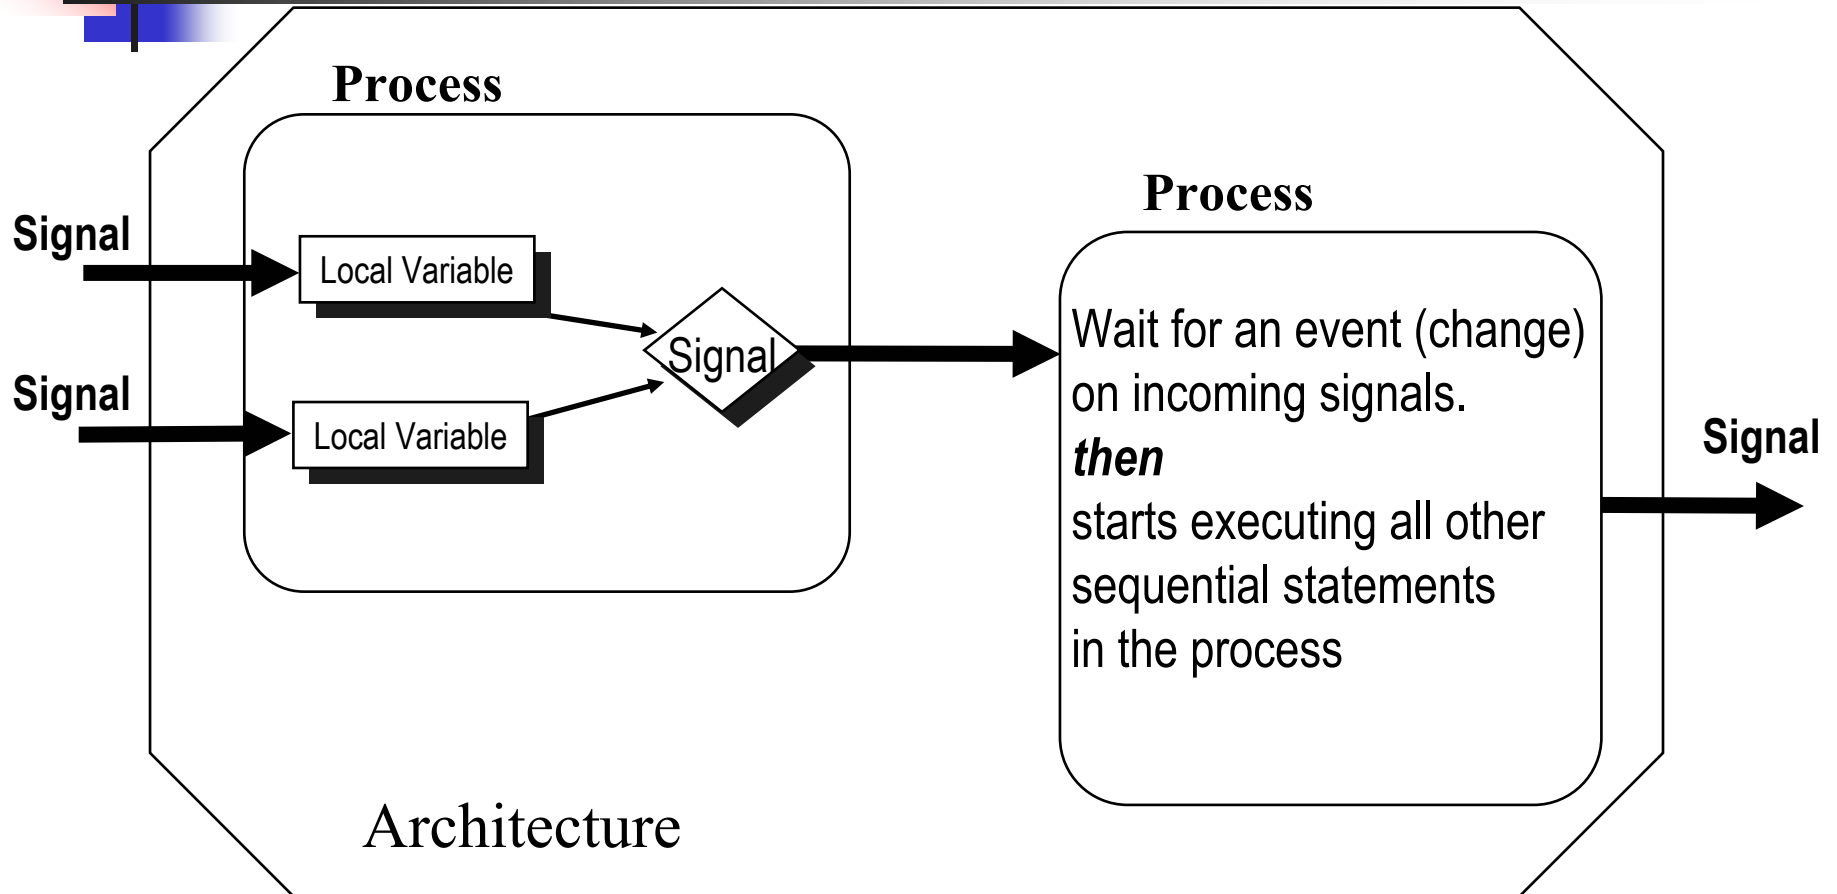 Process
Process
Signal
Local Variable
Signal
Signal
Local Variable
Wait for an event (change)
on incoming signals.
then
starts executing all other
sequential statements
in the process
Signal
Architecture